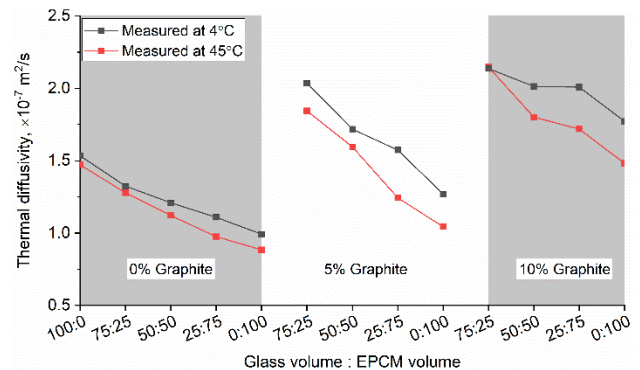 Measured at 4°C
Measured at 45°C
Thermal diffusivity, ×10⁻⁷ m²/s
2.5
2.0
1.5
1.0
0.5
0% Graphite
5% Graphite
10% Graphite
100:0
75:25
50:50
25:75
0:100
75:25
50:50
25:75
0:100
75:25
50:50
25:75
0:100
Glass volume : EPCM volume